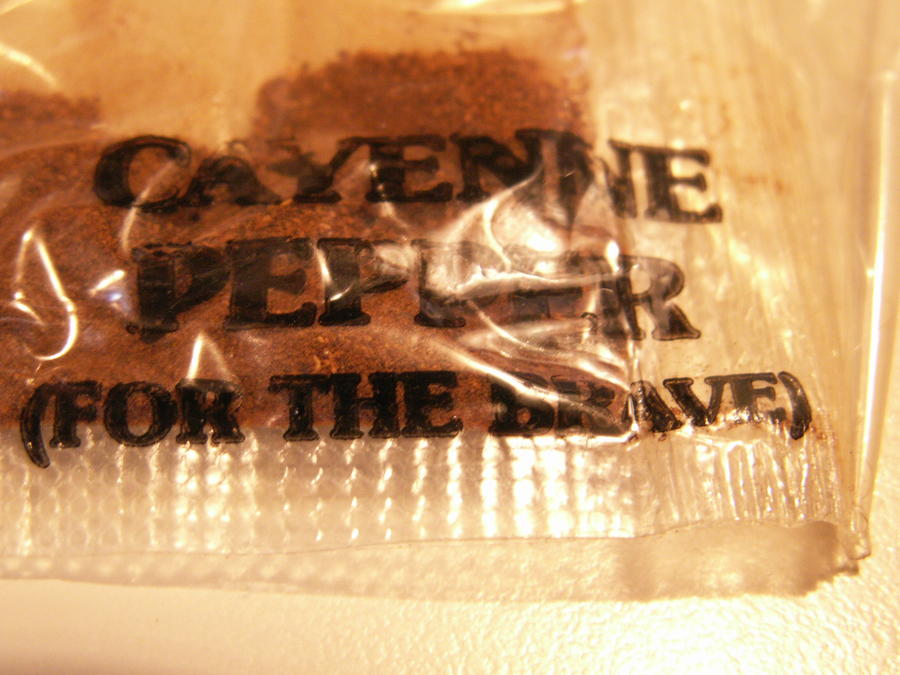 CAYENNE
PEPPER
(FOR THE BRAVE)